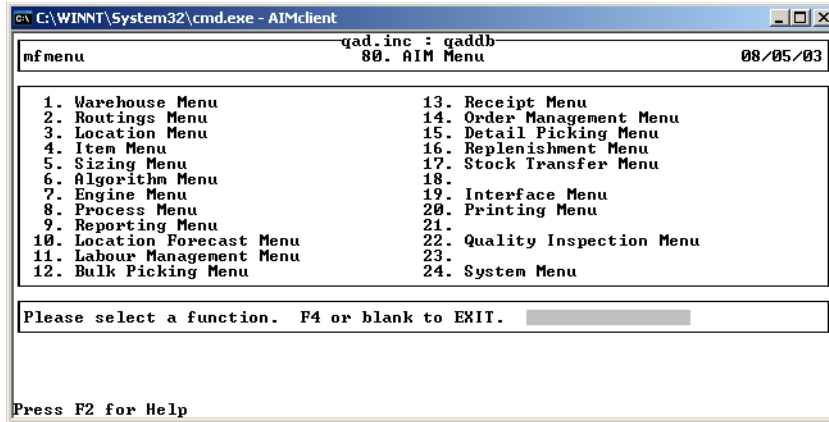 C:\WINNT\System32\cmd.exe - AIMclient
qad.inc : qaddb
mfmenu 80. AIM Menu 08/05/03
1. Warehouse Menu 13. Receipt Menu
2. Routings Menu 14. Order Management Menu
3. Location Menu 15. Detail Picking Menu
4. Item Menu 16. Replenishment Menu
5. Sizing Menu 17. Stock Transfer Menu
6. Algorithm Menu 18.
7. Engine Menu 19. Interface Menu
8. Process Menu 20. Printing Menu
9. Reporting Menu 21.
10. Location Forecast Menu 22. Quality Inspection Menu
11. Labour Management Menu 23.
12. Bulk Picking Menu 24. System Menu
Please select a function. F4 or blank to EXIT.
Press F2 for Help